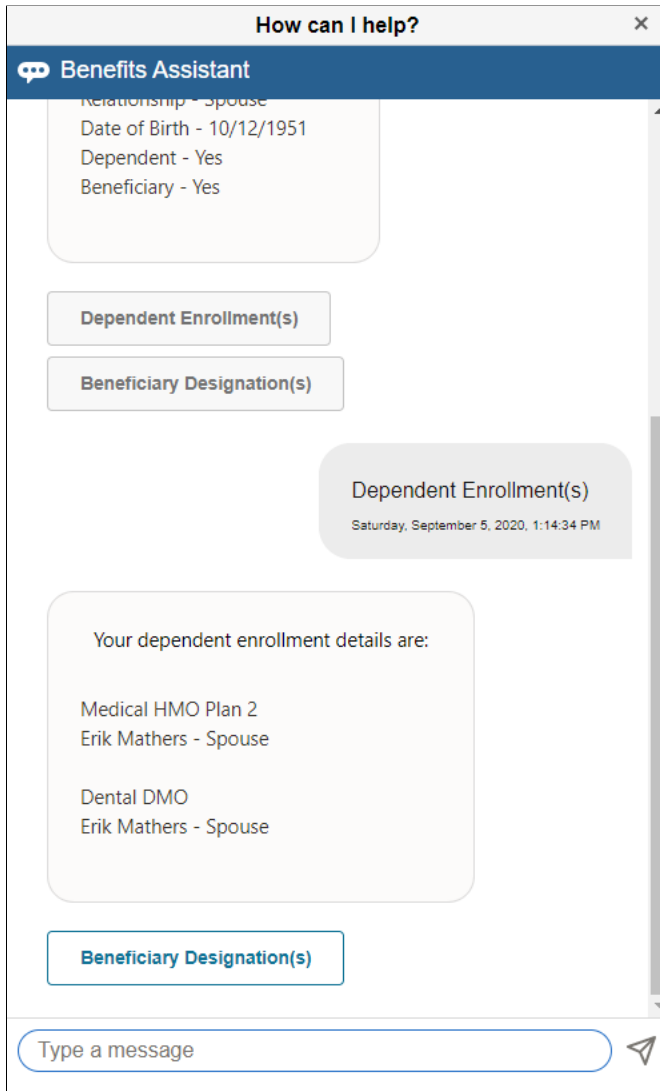 How can I help?
Benefits Assistant
Relationship - Spouse
Date of Birth - 10/12/1951
Dependent - Yes
Beneficiary - Yes
Dependent Enrollment(s)
Beneficiary Designation(s)
Dependent Enrollment(s)
Saturday, September 5, 2020, 1:14:34 PM
Your dependent enrollment details are:
Medical HMO Plan 2
Erik Mathers - Spouse
Dental DMO
Erik Mathers - Spouse
Beneficiary Designation(s)
Type a message